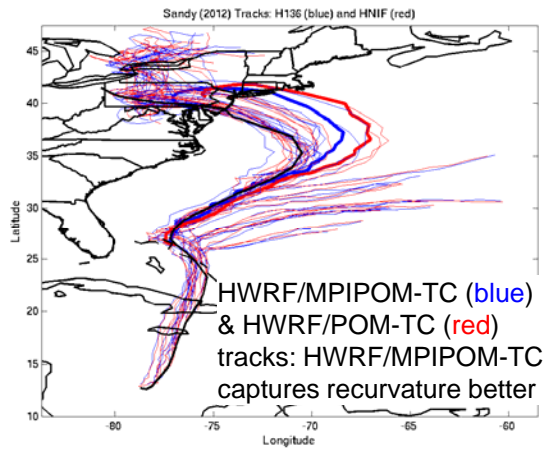 Sandy (2012) Tracks: H136 (blue) and HNIF (red)
45
40
35
30
25
20
15
10
Latitude
HWRF/MPIPOM-TC (blue)
& HWRF/POM-TC (red)
tracks: HWRF/MPIPOM-TC
captures recurvature better
-80
-75
-70
-65
-60
Longitude